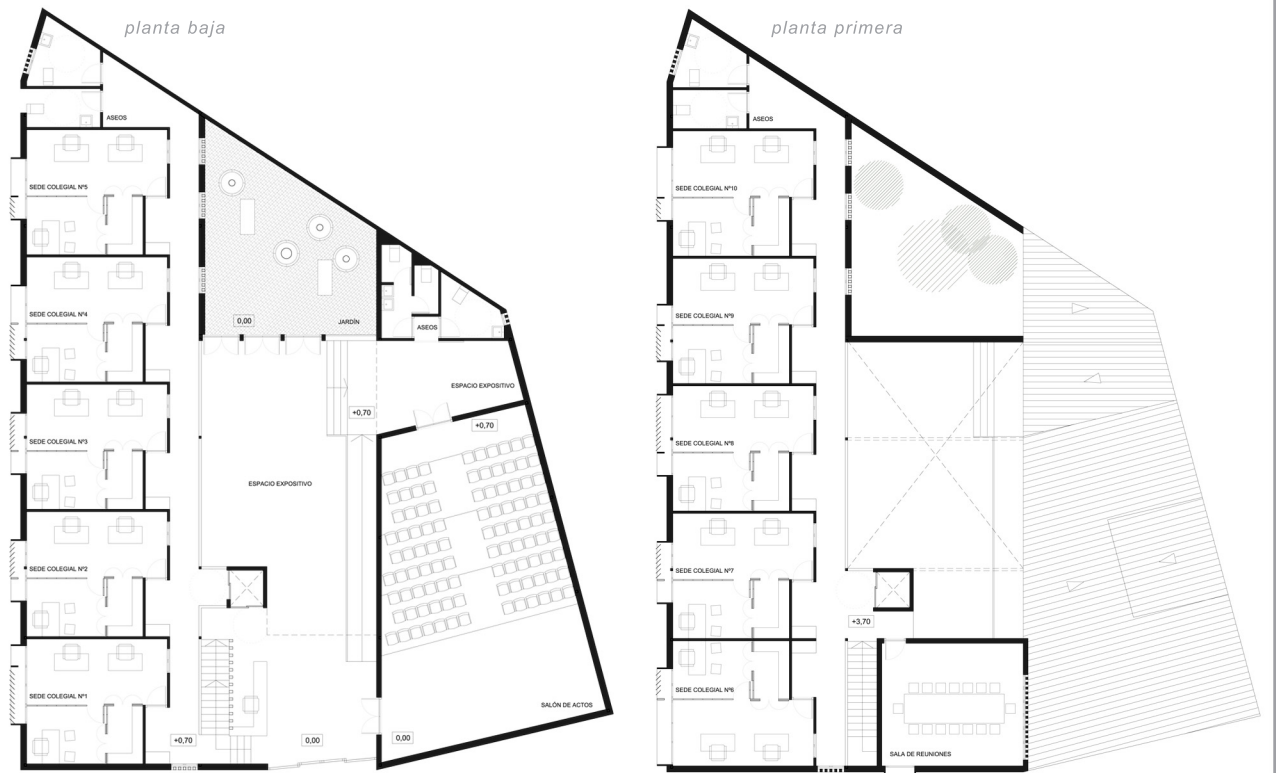 planta baja
ASEOS
SEDE COLEGIAL Nº5
SEDE COLEGIAL Nº4
0,00
JARDÍN
ASEOS
ESPACIO EXPOSITIVO
+0,70
+0,70
SEDE COLEGIAL Nº3
ESPACIO EXPOSITIVO
SEDE COLEGIAL Nº2
SEDE COLEGIAL Nº1
SALÓN DE ACTOS
+0,70
0,00
0,00
planta primera
ASEOS
SEDE COLEGIAL Nº10
SEDE COLEGIAL Nº9
SEDE COLEGIAL Nº8
SEDE COLEGIAL Nº7
+3,70
SEDE COLEGIAL Nº6
SALA DE REUNIONES